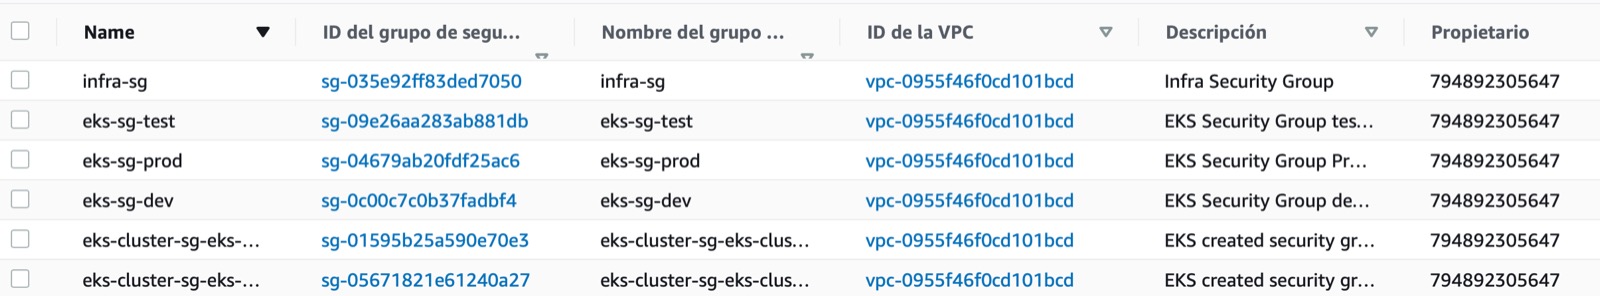 Name ID del grupo de segu... Nombre del grupo ... ID de la VPC Descripción Propietario
infra-sg sg-035e92ff83ded7050 infra-sg vpc-0955f46f0cd101bcd Infra Security Group 794892305647
eks-sg-test sg-09e26aa283ab881db eks-sg-test vpc-0955f46f0cd101bcd EKS Security Group tes... 794892305647
eks-sg-prod sg-04679ab20fdf25ac6 eks-sg-prod vpc-0955f46f0cd101bcd EKS Security Group Pr... 794892305647
eks-sg-dev sg-0c00c7c0b37fadbf4 eks-sg-dev vpc-0955f46f0cd101bcd EKS Security Group de... 794892305647
eks-cluster-sg-eks-... sg-01595b25a590e70e3 eks-cluster-sg-eks-clus... vpc-0955f46f0cd101bcd EKS created security gr... 794892305647
eks-cluster-sg-eks-... sg-05671821e61240a27 eks-cluster-sg-eks-clus... vpc-0955f46f0cd101bcd EKS created security gr... 794892305647